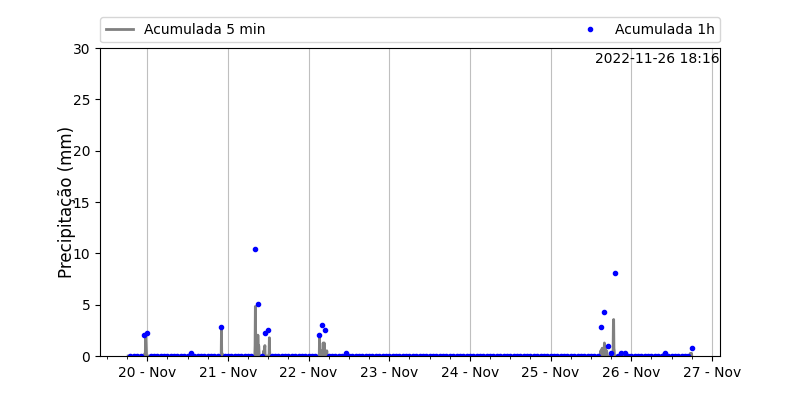 Acumulada 5 min
Acumulada 1h
2022-11-26 18:16
Precipitação (mm)
30
25
20
15
10
5
0
20 - Nov 21 - Nov 22 - Nov 23 - Nov 24 - Nov 25 - Nov 26 - Nov 27 - Nov